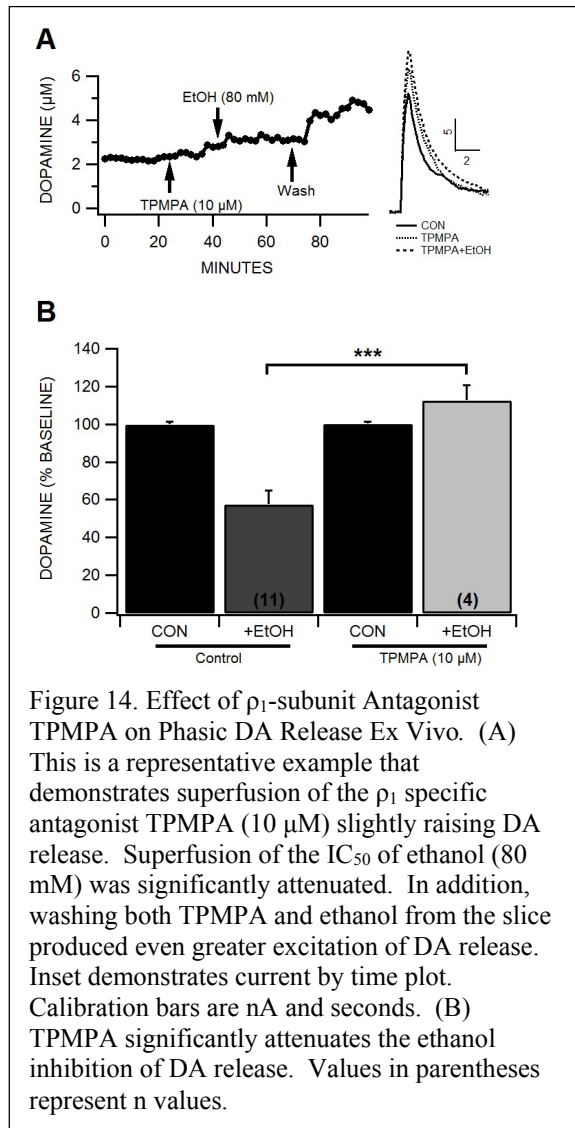 A
DOPAMINE (µM)
6
4
2
0
EtOH (80 mM)
TPMPA (10 µM)
Wash
0 20 40 60 80
MINUTES
5
2
CON
TPMPA
TPMPA+EtOH
B
DOPAMINE (% BASELINE)
140
120
100
80
60
40
20
0
***
(11)
(4)
CON +EtOH CON +EtOH
Control TPMPA (10 µM)
Figure 14. Effect of ρ₁-subunit Antagonist
TPMPA on Phasic DA Release Ex Vivo. (A)
This is a representative example that
demonstrates superfusion of the ρ₁ specific
antagonist TPMPA (10 µM) slightly raising DA
release. Superfusion of the IC₅₀ of ethanol (80
mM) was significantly attenuated. In addition,
washing both TPMPA and ethanol from the slice
produced even greater excitation of DA release.
Inset demonstrates current by time plot.
Calibration bars are nA and seconds. (B)
TPMPA significantly attenuates the ethanol
inhibition of DA release. Values in parentheses
represent n values.